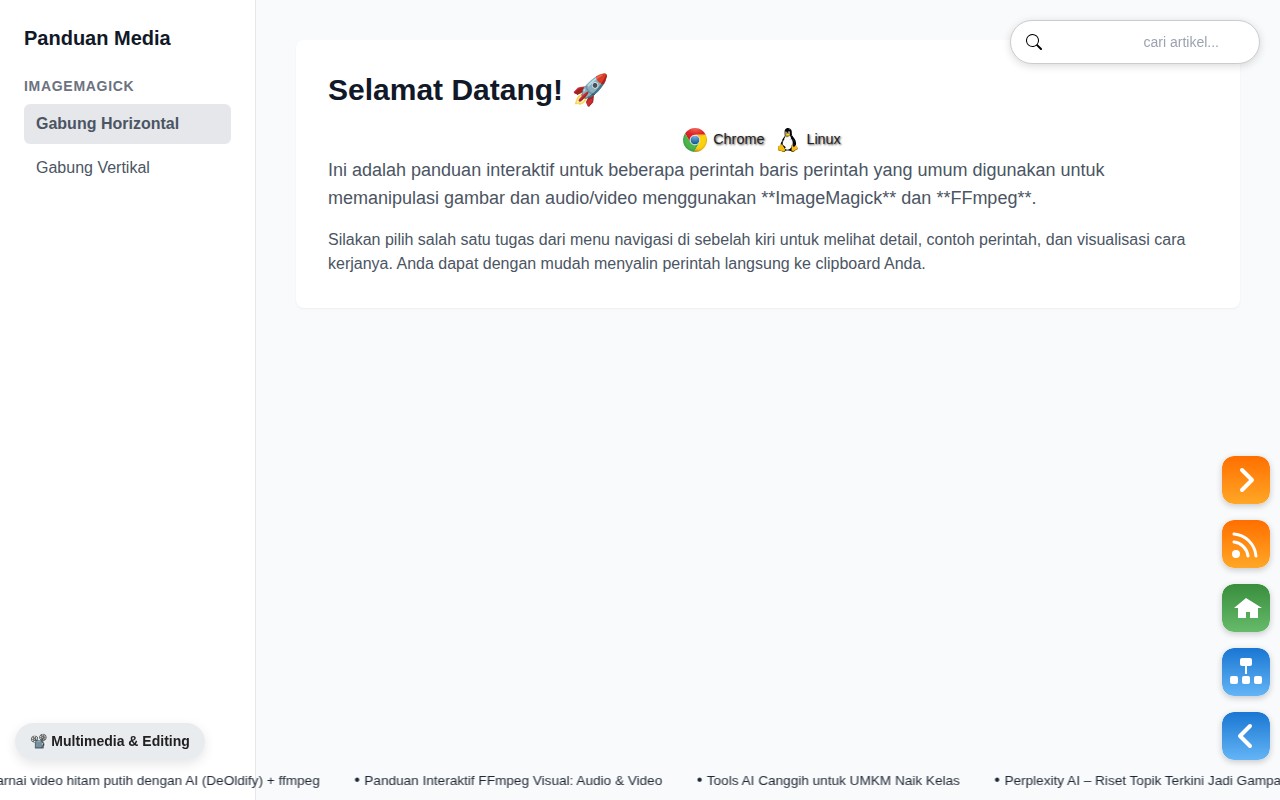 Panduan Media
IMAGEMAGICK
Gabung Horizontal
Gabung Vertikal
cari artikel...
Selamat Datang! 🚀
Chrome Linux
Ini adalah panduan interaktif untuk beberapa perintah baris perintah yang umum digunakan untuk
memanipulasi gambar dan audio/video menggunakan **ImageMagick** dan **FFmpeg**.
Silakan pilih salah satu tugas dari menu navigasi di sebelah kiri untuk melihat detail, contoh perintah, dan visualisasi cara
kerjanya. Anda dapat dengan mudah menyalin perintah langsung ke clipboard Anda.
📽️ Multimedia & Editing
arnai video hitam putih dengan AI (DeOldify) + ffmpeg • Panduan Interaktif FFmpeg Visual: Audio & Video • Tools AI Canggih untuk UMKM Naik Kelas • Perplexity AI – Riset Topik Terkini Jadi Gampa